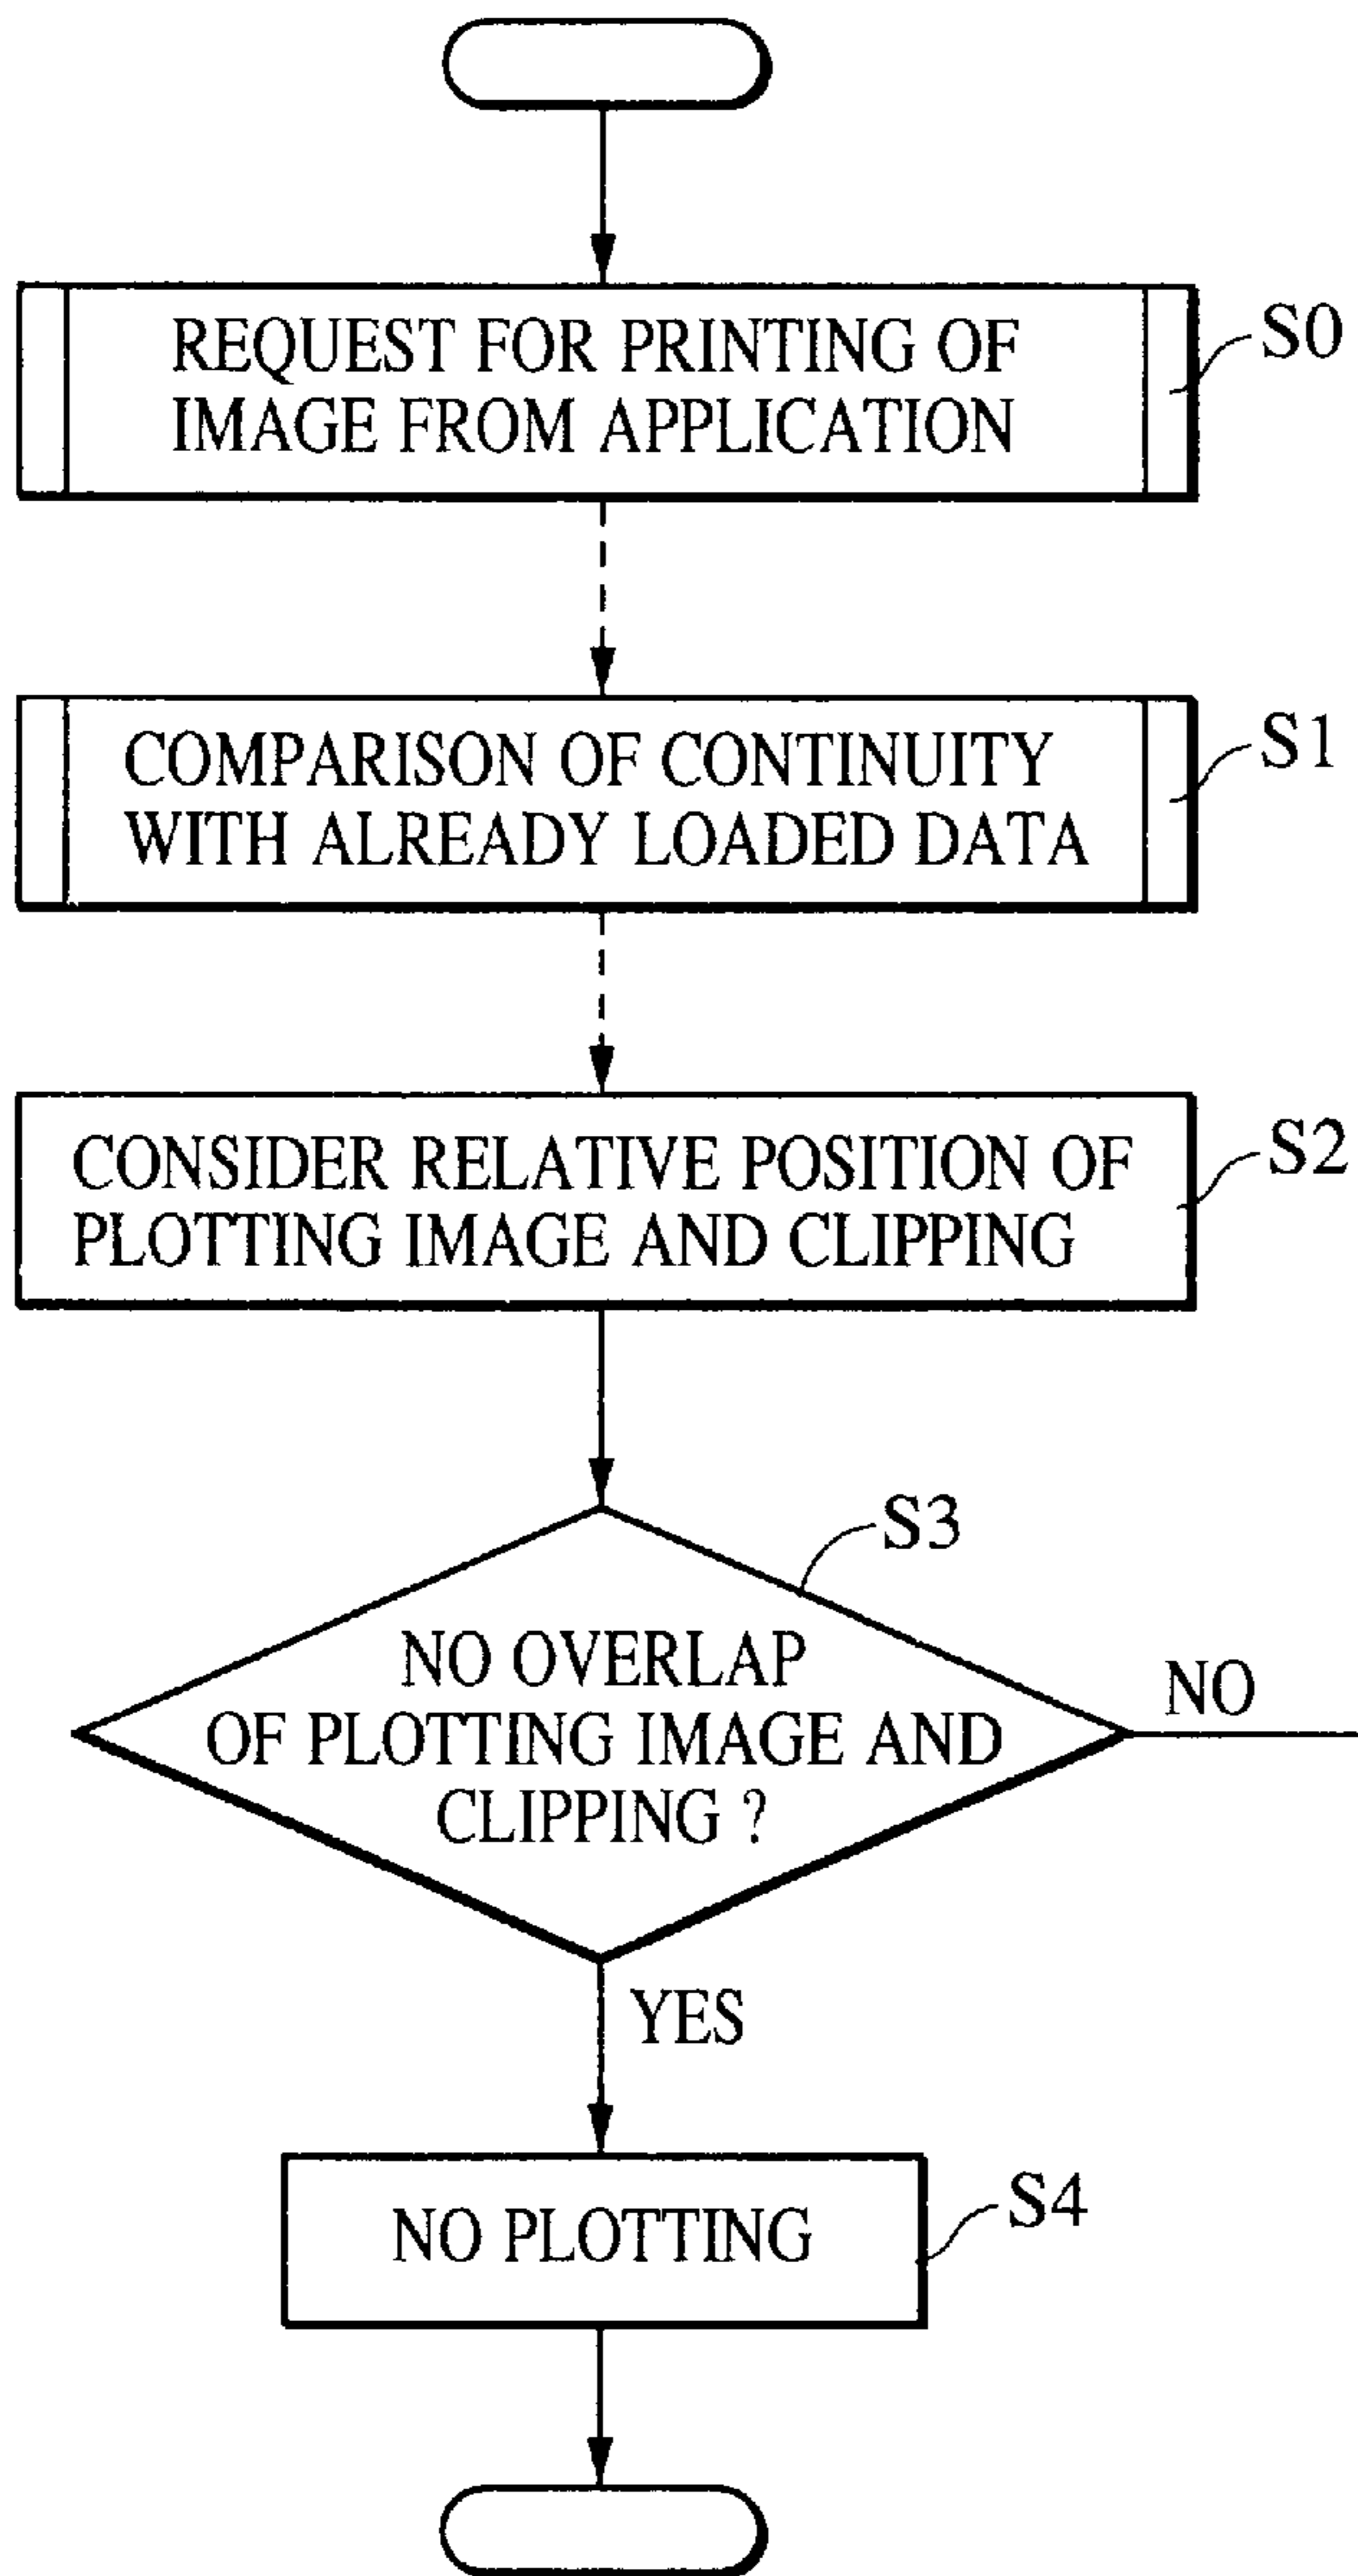 REQUEST FOR PRINTING OF
IMAGE FROM APPLICATION
S0
COMPARISON OF CONTINUITY
WITH ALREADY LOADED DATA
S1
CONSIDER RELATIVE POSITION OF
PLOTTING IMAGE AND CLIPPING
S2
S3
NO OVERLAP
OF PLOTTING IMAGE AND
CLIPPING ?
NO
YES
NO PLOTTING
S4